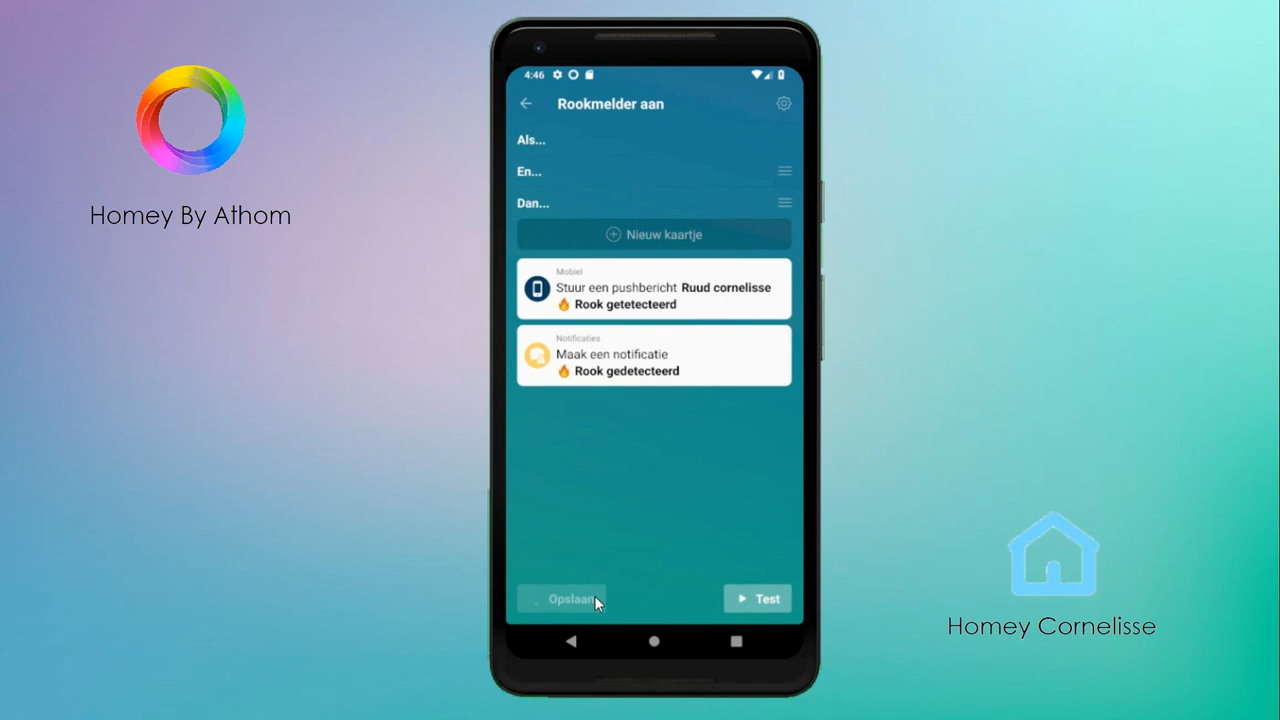 Homey By Athom
4:46
Rookmelder aan
Als...
En...
Dan...
Nieuw kaartje
Mobiel
Stuur een pushbericht Ruud cornelisse
🔥 Rook getetecteerd
Notificaties
Maak een notificatie
🔥 Rook gedetecteerd
Opslaan
Test
Homey Cornelisse